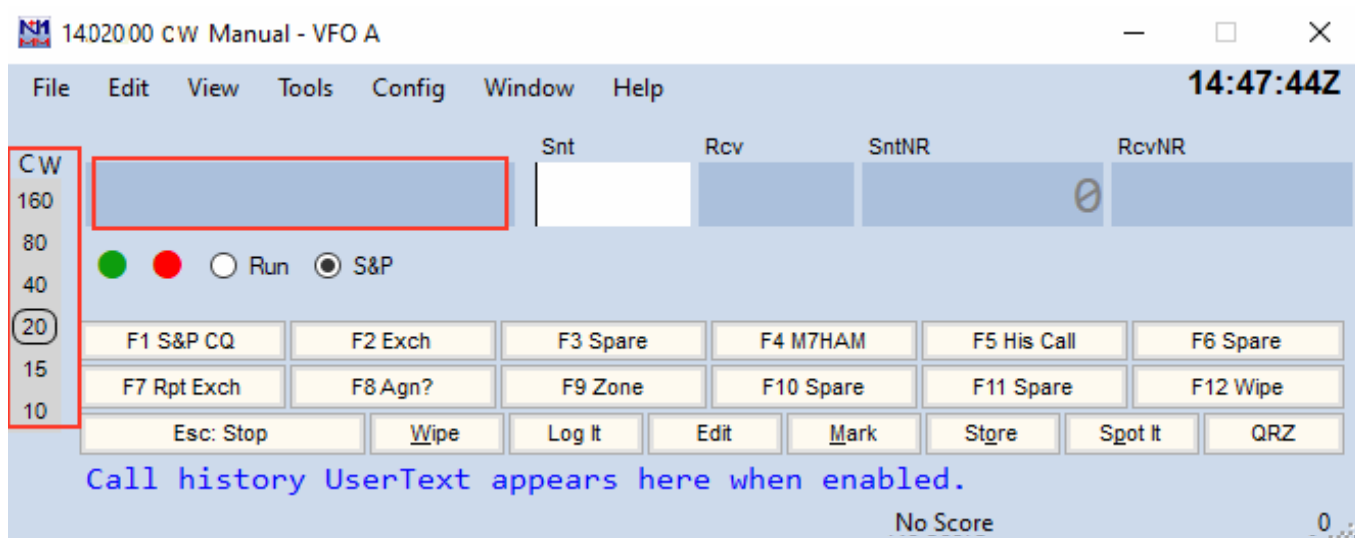 N1MM 14.020.00 CW Manual - VFO A
File Edit View Tools Config Window Help 14:47:44Z
Snt Rcv SntNR RcvNR
CW
160
0
80
Run S&P
40
20
F1 S&P CQ F2 Exch F3 Spare F4 M7HAM F5 His Call F6 Spare
15
F7 Rpt Exch F8 Agn? F9 Zone F10 Spare F11 Spare F12 Wipe
10
Esc: Stop Wipe Log It Edit Mark Store Spot It QRZ
Call history UserText appears here when enabled.
No Score 0